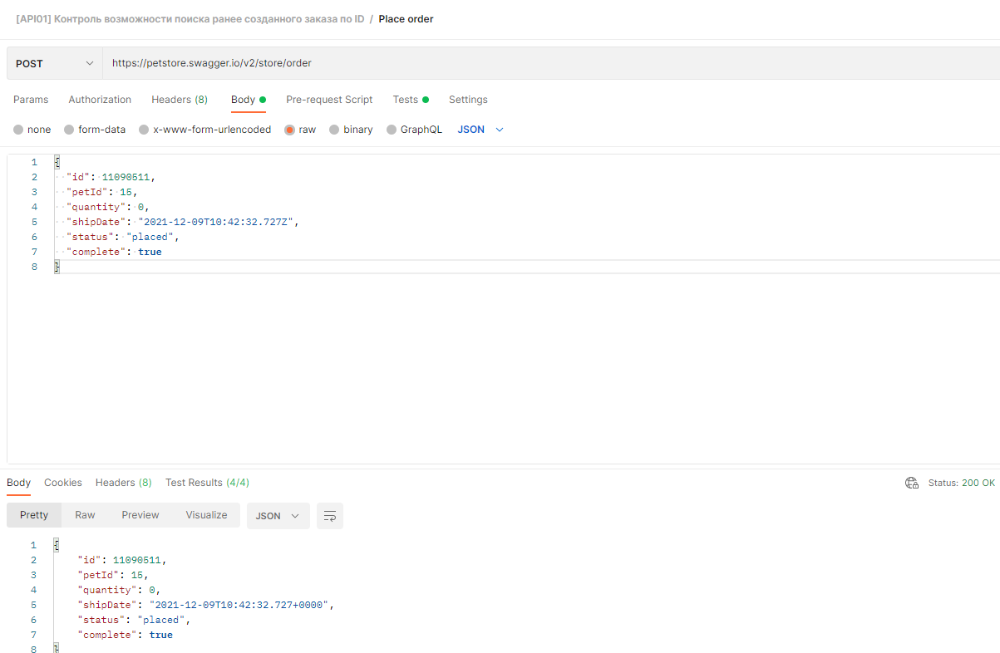 [API01] Контроль возможности поиска ранее созданного заказа по ID / Place order
POST https://petstore.swagger.io/v2/store/order
Params Authorization Headers (8) Body Pre-request Script Tests Settings
none form-data x-www-form-urlencoded raw binary GraphQL JSON
1 {
2 "id": 11090511,
3 "petId": 15,
4 "quantity": 0,
5 "shipDate": "2021-12-09T10:42:32.727Z",
6 "status": "placed",
7 "complete": true
8 }
Body Cookies Headers (8) Test Results (4/4) Status: 200 OK
Pretty Raw Preview Visualize JSON
1 {
2 "id": 11090511,
3 "petId": 15,
4 "quantity": 0,
5 "shipDate": "2021-12-09T10:42:32.727+0000",
6 "status": "placed",
7 "complete": true
8 }